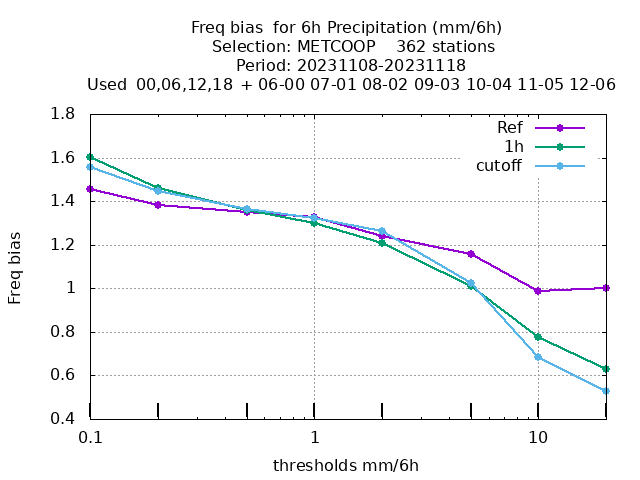 Freq bias  for 6h Precipitation (mm/6h)
Selection: METCOOP    362 stations
Period: 20231108-20231118
Used  00,06,12,18 + 06-00 07-01 08-02 09-03 10-04 11-05 12-06
Ref
1h
cutoff
1.8
1.6
1.4
1.2
1
0.8
0.6
0.4
Freq bias
0.1 1 10
thresholds mm/6h